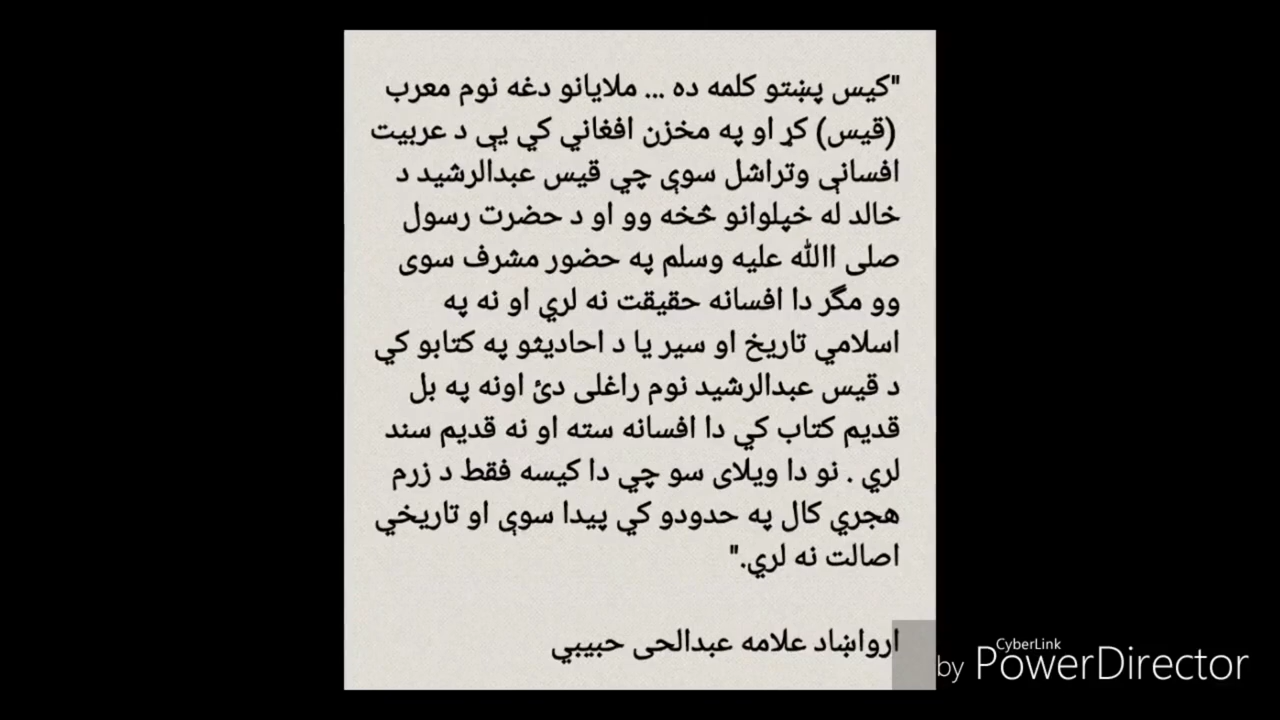 "کیس پښتو کلمه ده ... ملایانو دغه نوم معرب
(قیس) کړ او په مخزن افغاني کي یې د عربیت
افسانې وتراشل سوې چي قیس عبدالرشید د
خالد له خپلوانو څخه وو او د حضرت رسول
صلی االله علیه وسلم په حضور مشرف سوی
وو مگر دا افسانه حقیقت نه لري او نه په
اسلامي تاریخ او سیر یا د احادیثو په کتابو کي
د قیس عبدالرشید نوم راغلی دئ اونه په بل
قدیم کتاب کي دا افسانه سته او نه قدیم سند
لري . نو دا ویلای سو چي دا کیسه فقط د زرم
هجري کال په حدودو کي پیدا سوې او تاریخي
اصالت نه لري."
ارواښاد علامه عبدالحی حبیبي
CyberLink
by PowerDirector